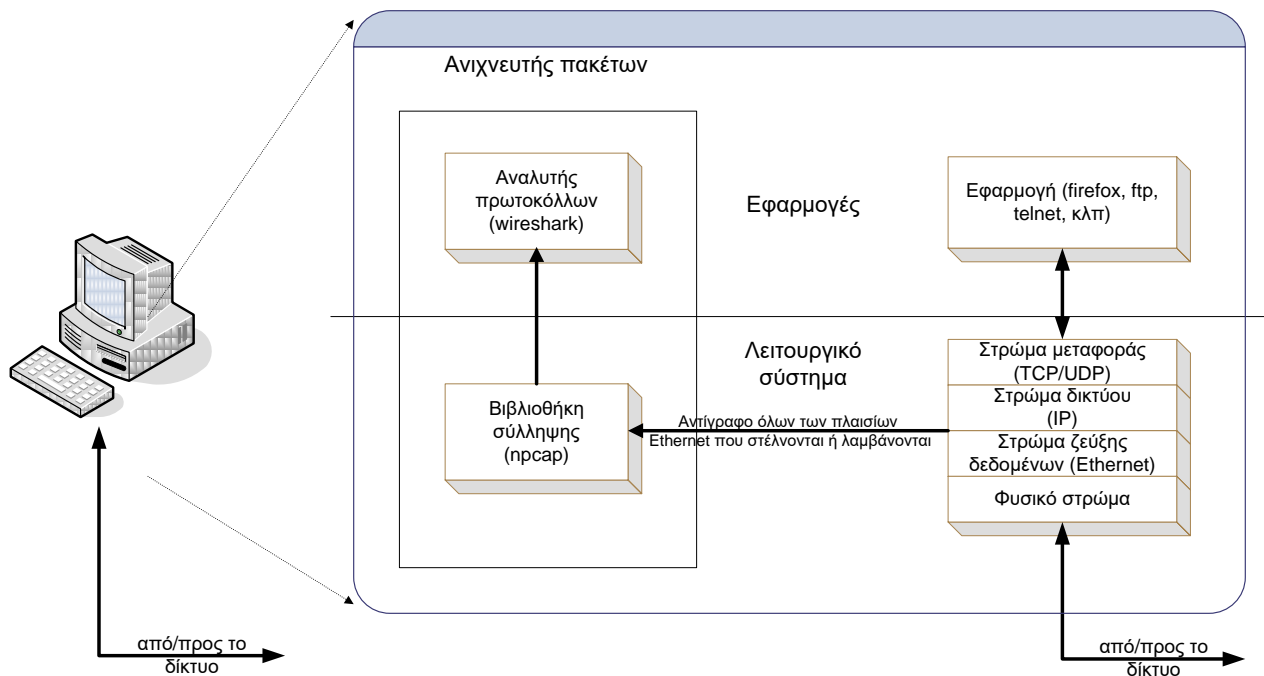 Ανιχνευτής πακέτων
Αναλυτής
πρωτοκόλλων
(wireshark)
Εφαρμογές
Εφαρμογή (firefox, ftp,
telnet, κλπ)
Λειτουργικό
σύστημα
Στρώμα μεταφοράς
(TCP/UDP)
Στρώμα δικτύου
(IP)
Στρώμα ζεύξης
δεδομένων (Ethernet)
Φυσικό στρώμα
Βιβλιοθήκη
σύλληψης
(npcap)
Αντίγραφο όλων των πλαισίων
Ethernet που στέλνονται ή λαμβάνονται
από/προς το
δίκτυο
από/προς το
δίκτυο